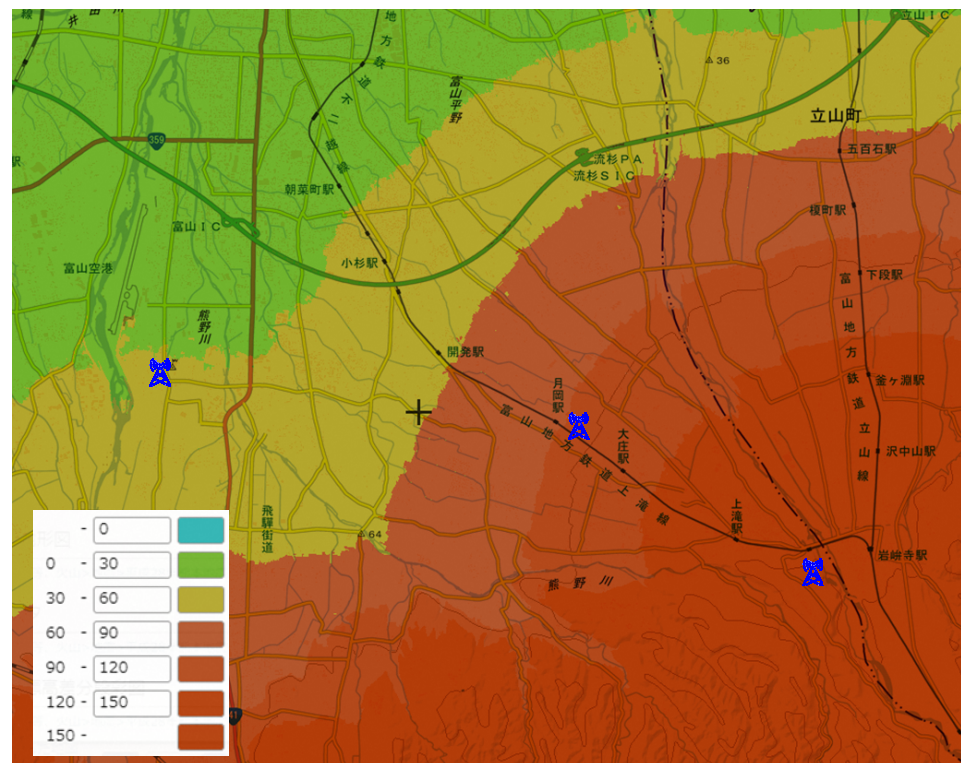 線
井
田
川
地
方
鉄
道
不
二
越
線
富山平野
36
立山IC
立山町
五百石駅
359
駅
流杉PA
流杉SIC
朝菜町駅
榎町駅
富山IC
小杉駅
富山空港
下段駅
熊野川
富山地方鉄道立山線
開発駅
月岡駅
釜ヶ淵駅
富山地方鉄道上滝線
大庄駅
沢中山駅
上滝駅
飛騨街道
64
岩峅寺駅
熊野川
- 0
0 - 30
30 - 60
60 - 90
90 - 120
120 - 150
150 -
41